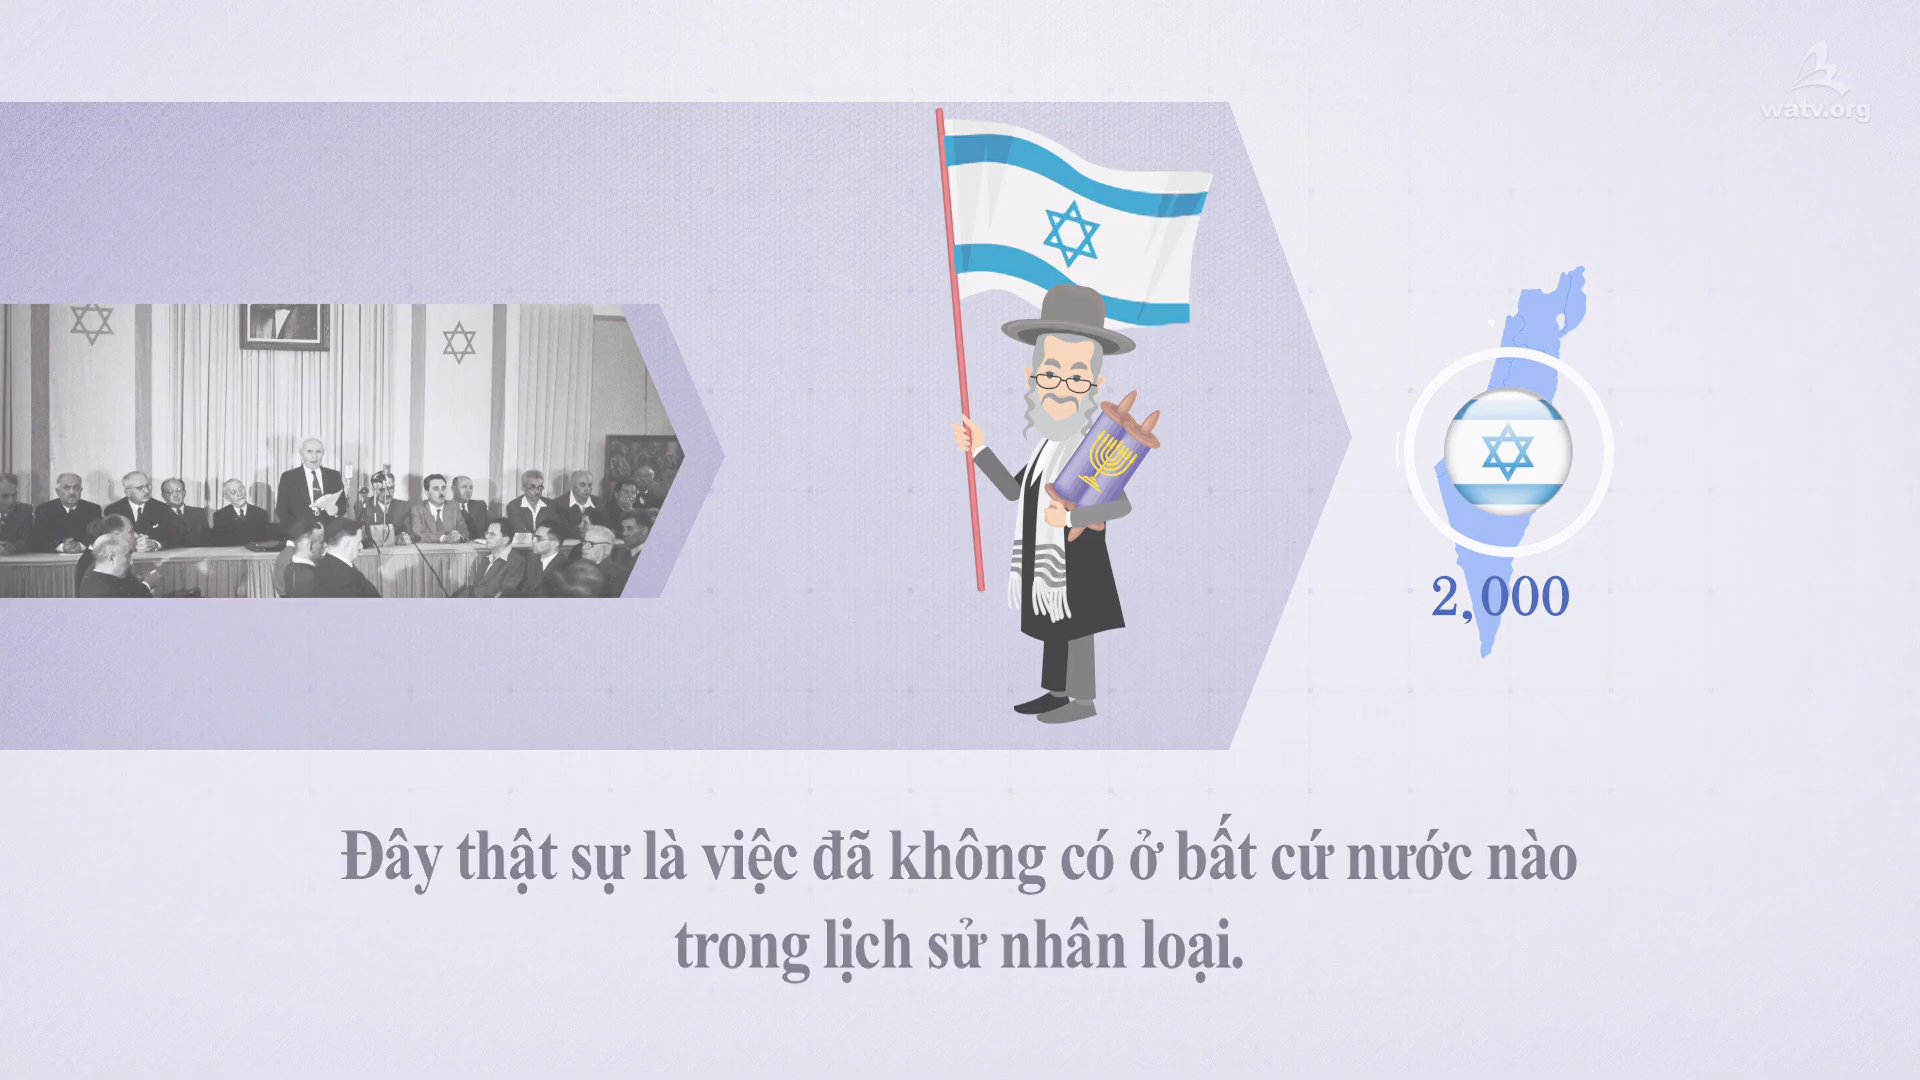 watv.org
2,000
Đây thật sự là việc đã không có ở bất cứ nước nào
trong lịch sử nhân loại.